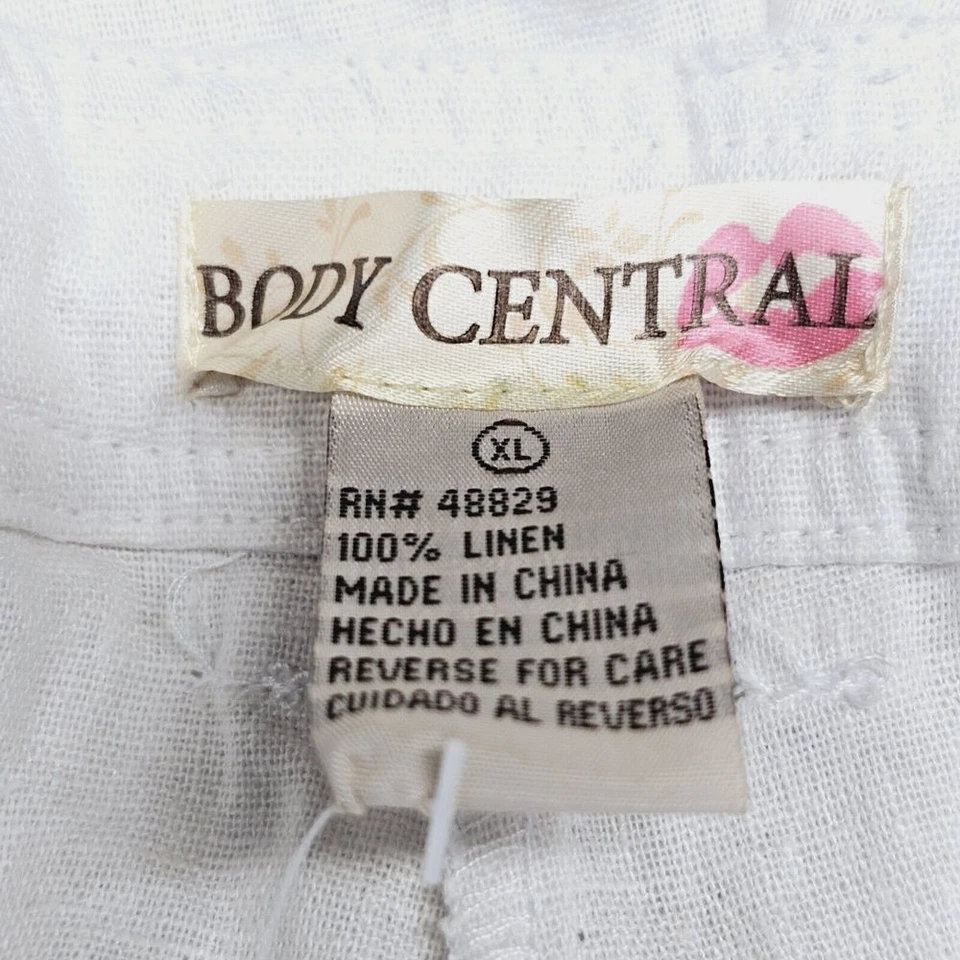 BODY CENTRAL
XL
RN# 48829
100% LINEN
MADE IN CHINA
HECHO EN CHINA
REVERSE FOR CARE
CUIDADO AL REVERSO